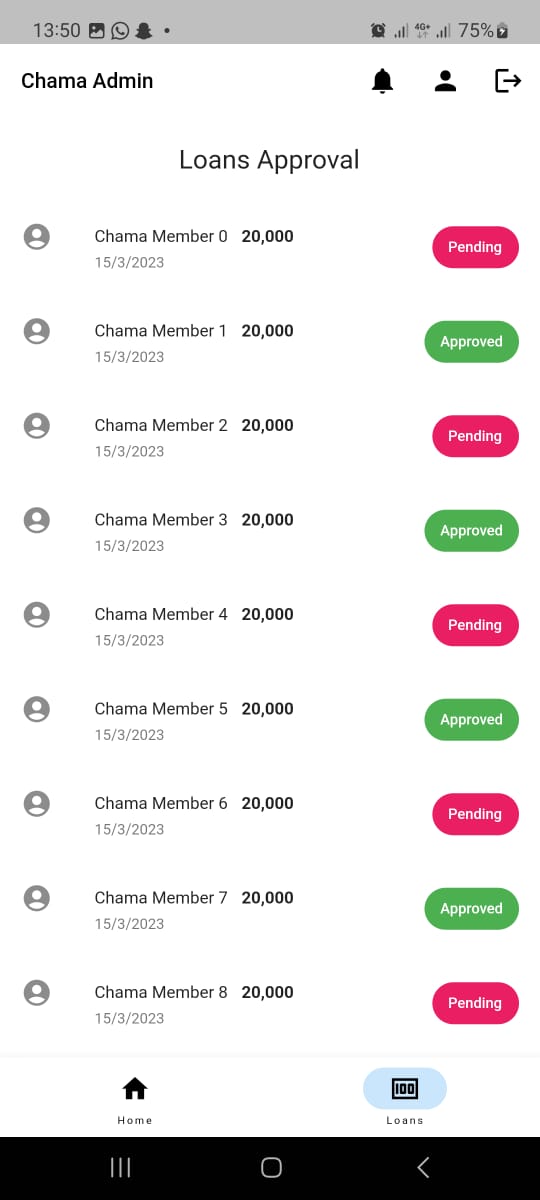 13:50 4G+ 75%
Chama Admin
Loans Approval
Chama Member 0 20,000
15/3/2023
Pending
Chama Member 1 20,000
15/3/2023
Approved
Chama Member 2 20,000
15/3/2023
Pending
Chama Member 3 20,000
15/3/2023
Approved
Chama Member 4 20,000
15/3/2023
Pending
Chama Member 5 20,000
15/3/2023
Approved
Chama Member 6 20,000
15/3/2023
Pending
Chama Member 7 20,000
15/3/2023
Approved
Chama Member 8 20,000
15/3/2023
Pending
100
Home Loans